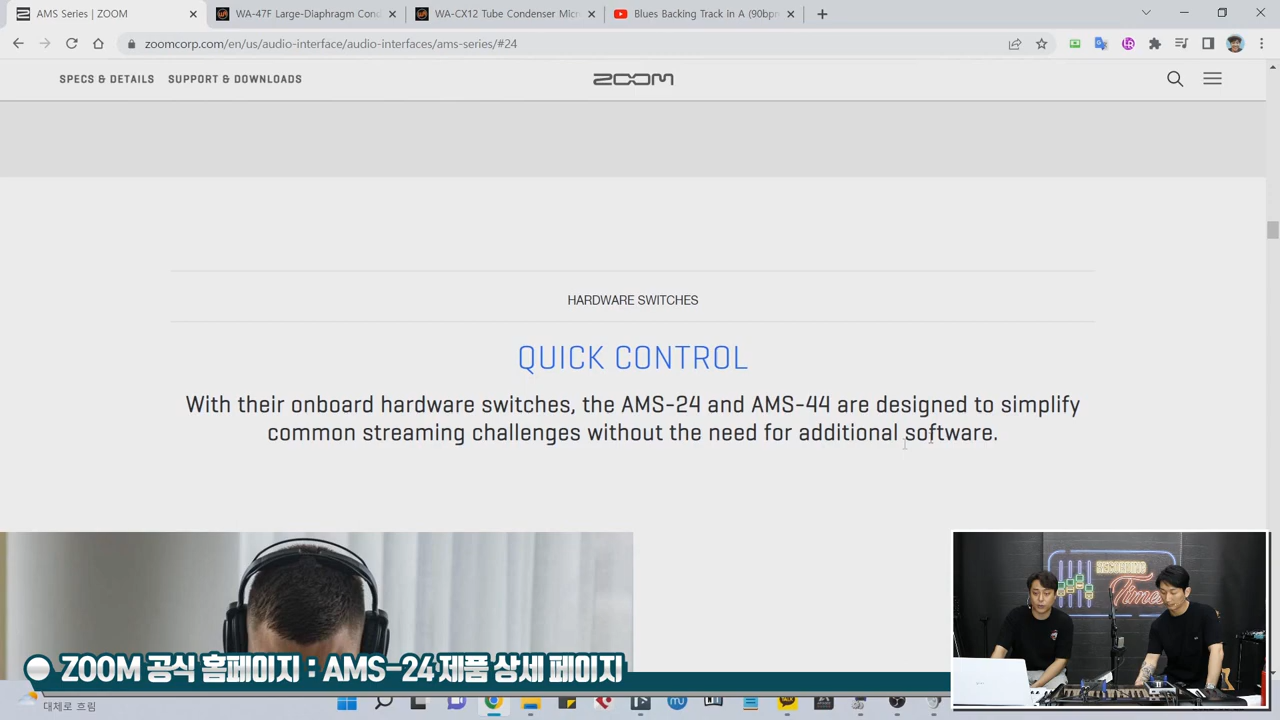 AMS Series | ZOOM
WA-47F Large-Diaphragm Cond
WA-CX12 Tube Condenser Micr
Blues Backing Track In A (90bpm
zoomcorp.com/en/us/audio-interface/audio-interfaces/ams-series/#24
SPECS & DETAILS SUPPORT & DOWNLOADS
ZOOM
HARDWARE SWITCHES
QUICK CONTROL
With their onboard hardware switches, the AMS-24 and AMS-44 are designed to simplify
common streaming challenges without the need for additional software.
RECORDING
Times
ZOOM 공식 홈페이지 : AMS-24 제품 상세 페이지
대체로 흐림